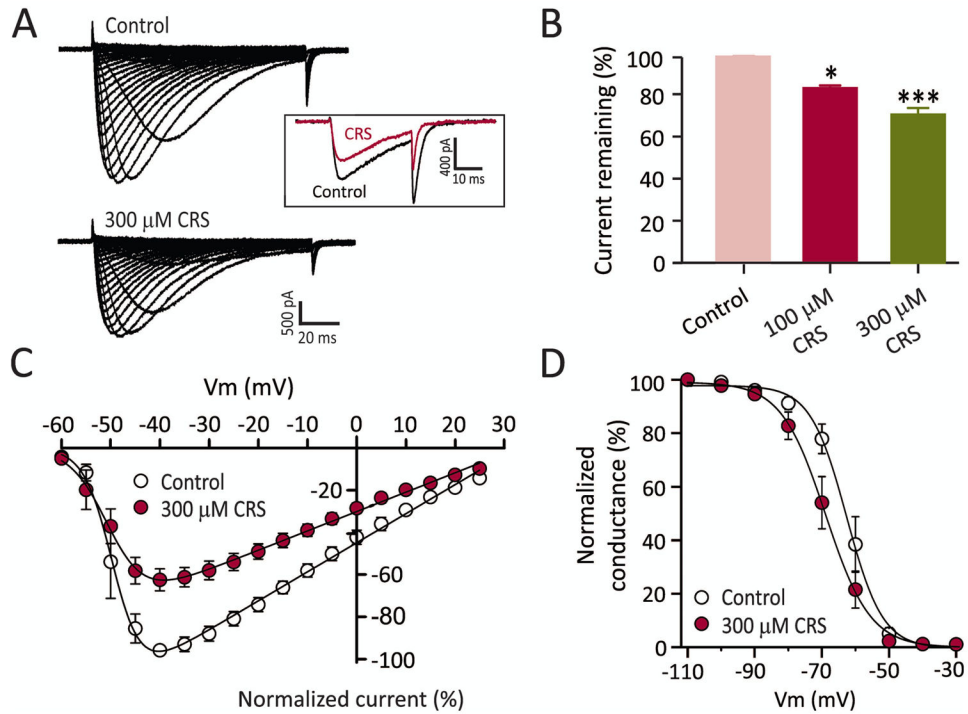 A
Control
CRS
Control
400 pA
10 ms
300 µM CRS
500 pA
20 ms
B
Current remaining (%)
100
80
60
40
20
0
*
***
Control
100 µM
CRS
300 µM
CRS
C
Vm (mV)
-60 -50 -40 -30 -20 -10 0 10 20 30
Control
300 µM CRS
-20
-60
-80
-100
Normalized current (%)
D
Normalized
conductance (%)
100
80
60
40
20
0
Control
300 µM CRS
-110 -90 -70 -50 -30
Vm (mV)